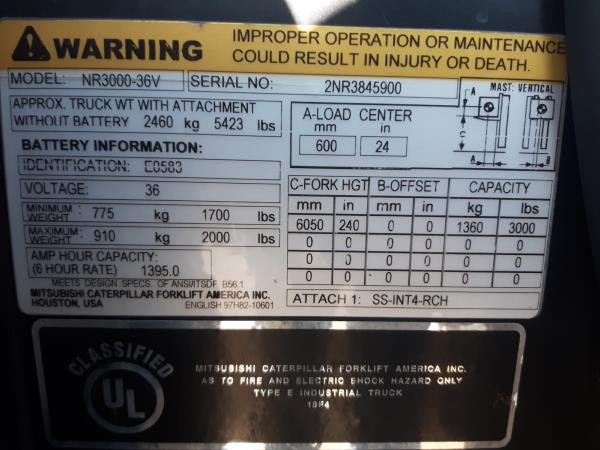 WARNING
IMPROPER OPERATION OR MAINTENANCE
COULD RESULT IN INJURY OR DEATH.
MODEL: NR3000-36V SERIAL NO: 2NR3845900
APPROX. TRUCK WT WITH ATTACHMENT
WITHOUT BATTERY 2460 kg 5423 lbs
BATTERY INFORMATION:
IDENTIFICATION: E0583
VOLTAGE: 36
MINIMUM
WEIGHT : 775 kg 1700 lbs
MAXIMUM
WEIGHT : 910 kg 2000 lbs
AMP HOUR CAPACITY:
(6 HOUR RATE) 1395.0
MEETS DESIGN SPECS. OF ANSI/ITSDF B56.1
MITSUBISHI CATERPILLAR FORKLIFT AMERICA INC.
HOUSTON, USA ENGLISH 97H82-10601
A-LOAD CENTER
mm in
600 24
MAST: VERTICAL
A
C
A B
C-FORK HGT B-OFFSET CAPACITY
mm in mm in kg lbs
6050 240 0 0 1360 3000
0 0 0 0 0 0
0 0 0 0 0 0
0 0 0 0 0 0
ATTACH 1: SS-INT4-RCH
CLASSIFIED
UL
MITSUBISHI CATERPILLAR FORKLIFT AMERICA INC.
AS TO FIRE AND ELECTRIC SHOCK HAZARD ONLY
TYPE E INDUSTRIAL TRUCK
18F4